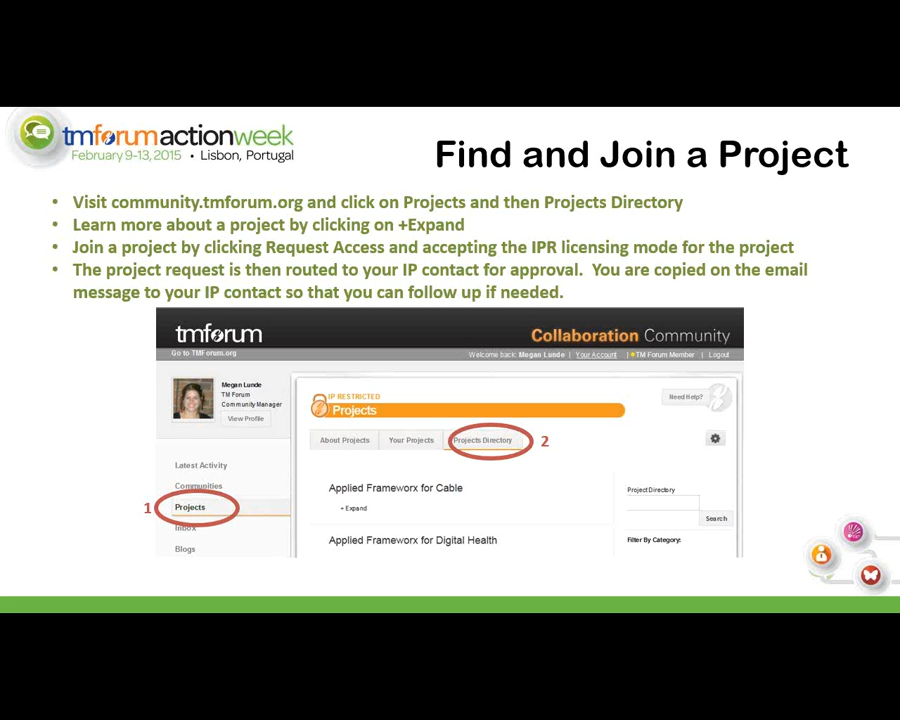 tmforumactionweek
February 9-13, 2015 • Lisbon, Portugal
Find and Join a Project
• Visit community.tmforum.org and click on Projects and then Projects Directory
• Learn more about a project by clicking on +Expand
• Join a project by clicking Request Access and accepting the IPR licensing mode for the project
• The project request is then routed to your IP contact for approval. You are copied on the email
message to your IP contact so that you can follow up if needed.
tmforum
Collaboration Community
Go to TMForum.org
Welcome back: Megan Lunde | Your Account | TM Forum Member | Logout
Megan Lunde
TM Forum
Community Manager
View Profile
IP RESTRICTED
Projects
Need Help?
About Projects
Your Projects
Projects Directory
2
Latest Activity
Communities
1
Projects
Inbox
Blogs
Applied Frameworx for Cable
+ Expand
Applied Frameworx for Digital Health
Project Directory
Search
Filter By Category: